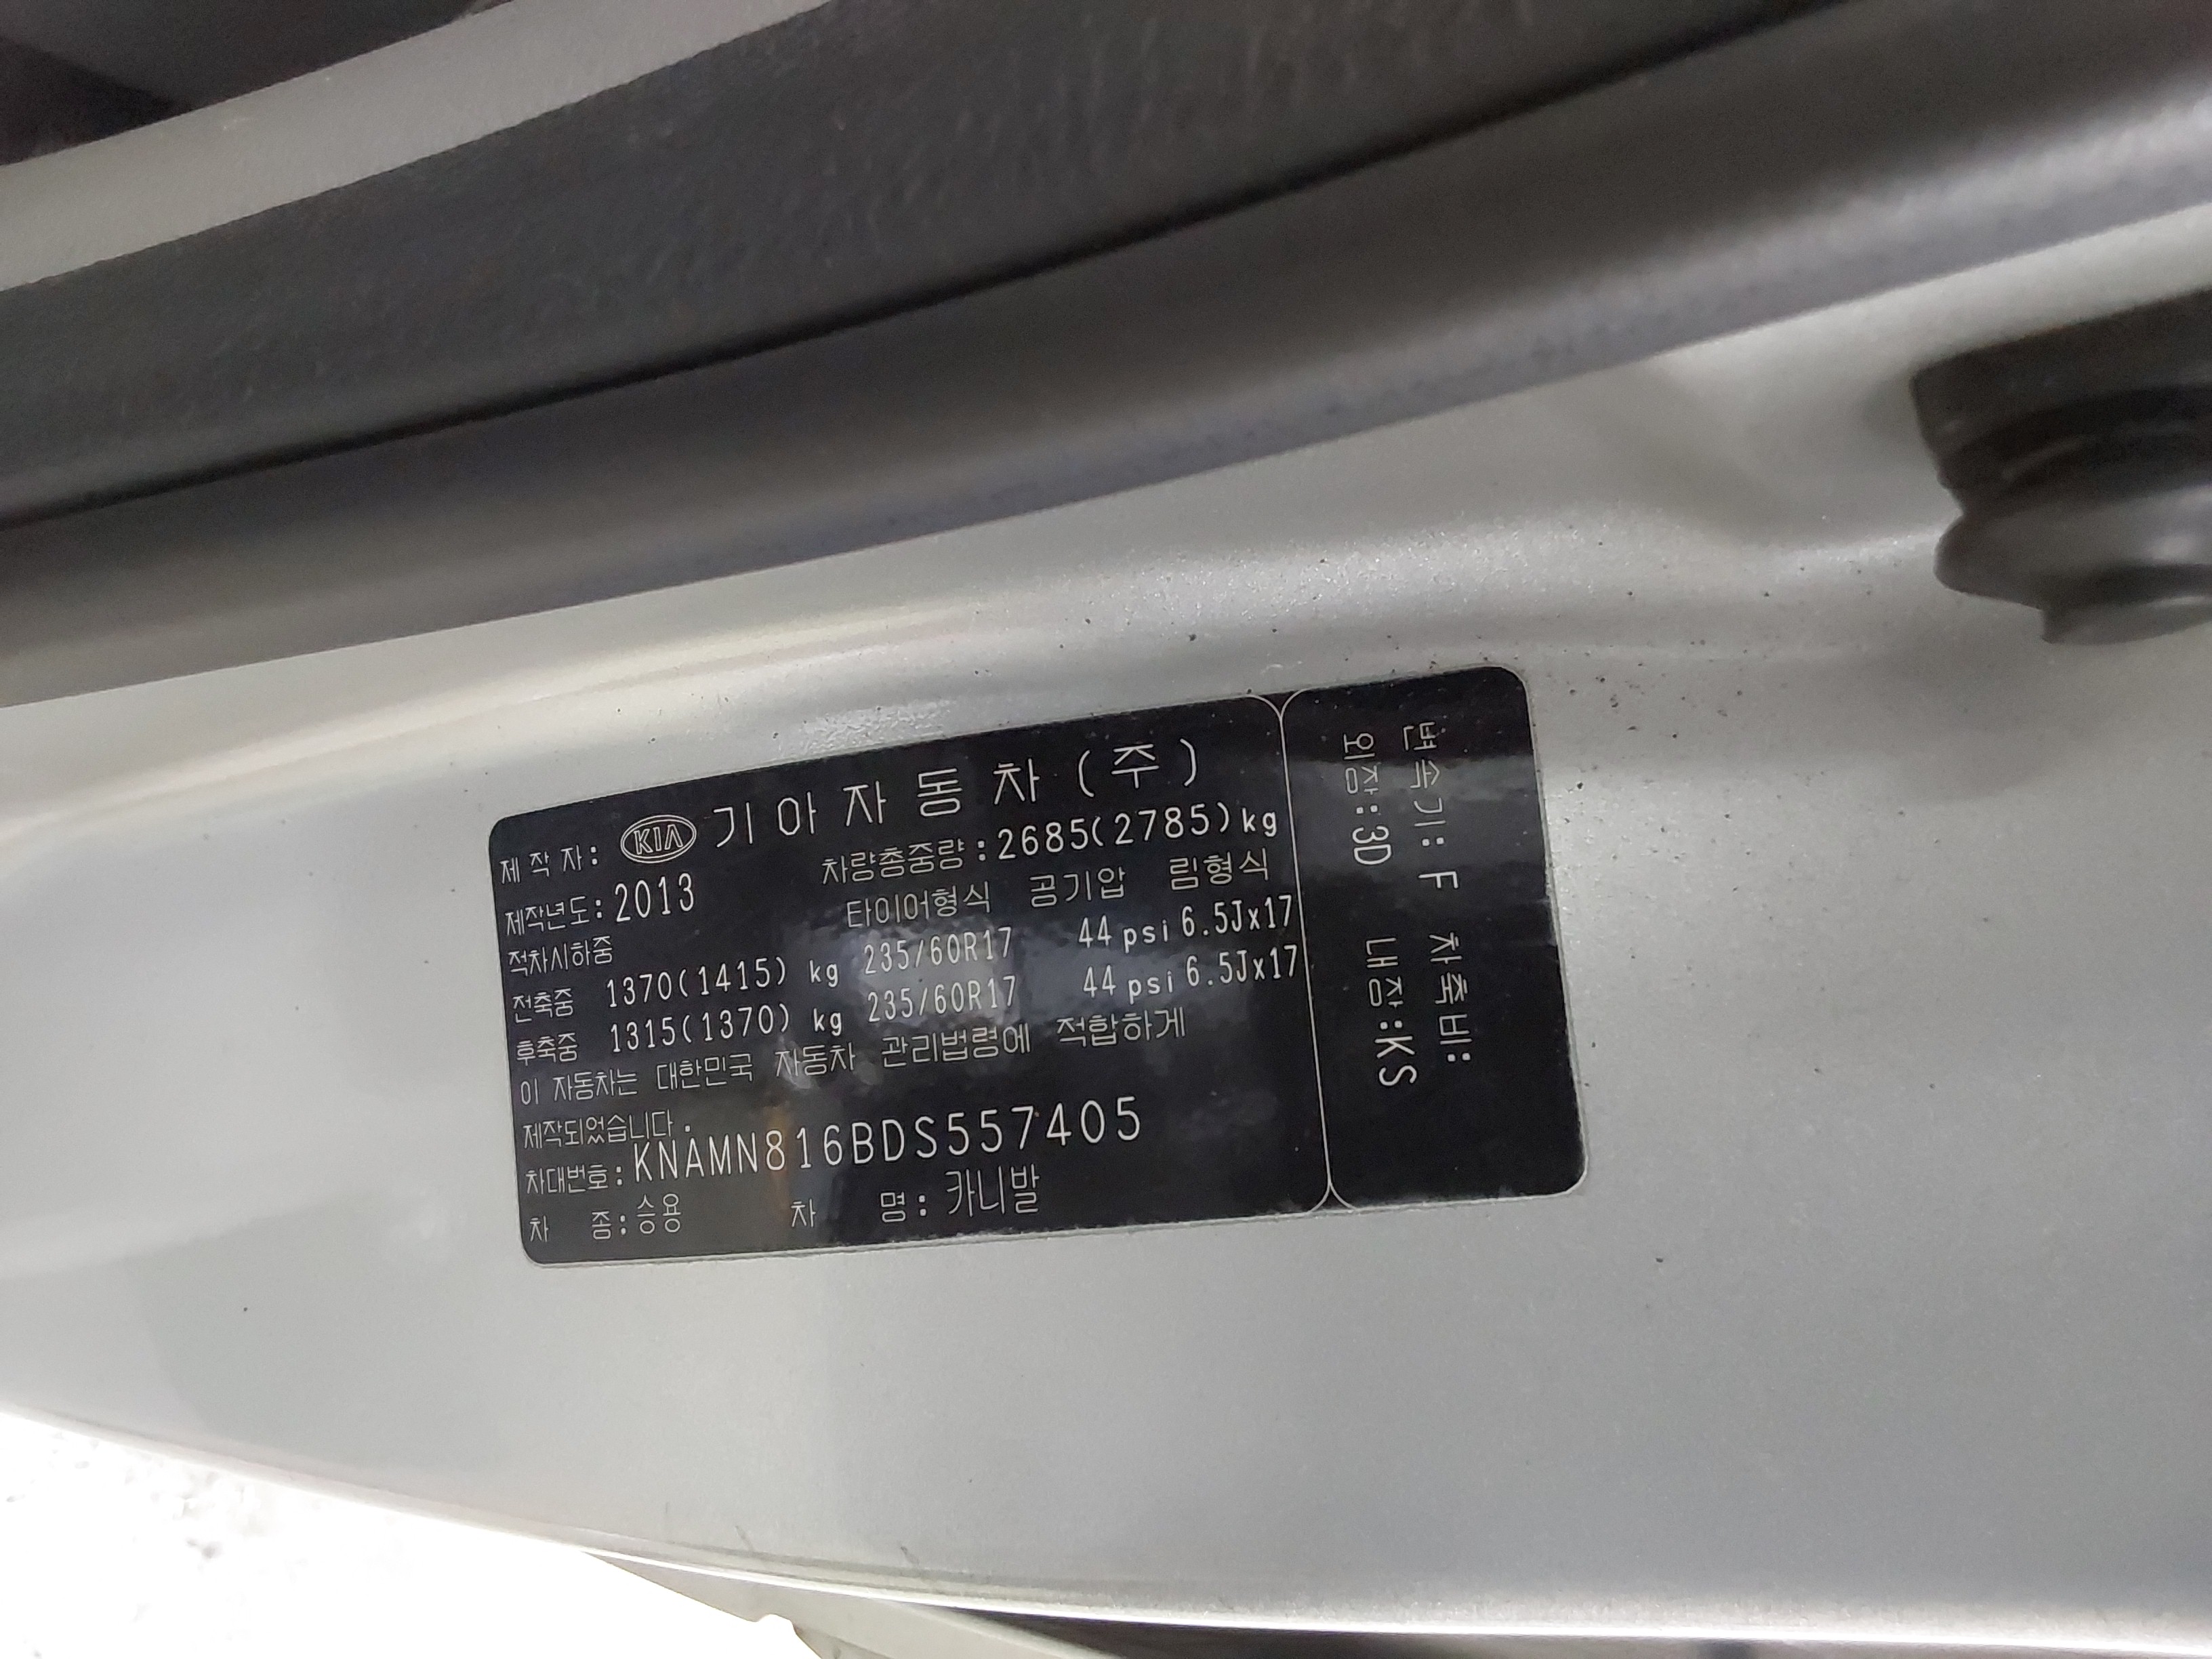 제 작 자: KIA 기 아 자 동 차 ( 주 )
제작년도: 2013 차량총중량: 2685(2785)kg
적차시하중 타이어형식 공기압 림형식
전축중 1370(1415) kg 235/60R17 44 psi 6.5Jx17
후축중 1315(1370) kg 235/60R17 44 psi 6.5Jx17
이 자동차는 대한민국 자동차 관리법령에 적합하게
제작되었습니다.
차대번호: KNAMN816BDS557405
차 종: 승용 차 명: 카니발
변속기: F 차축비:
외장:3D 내장:KS